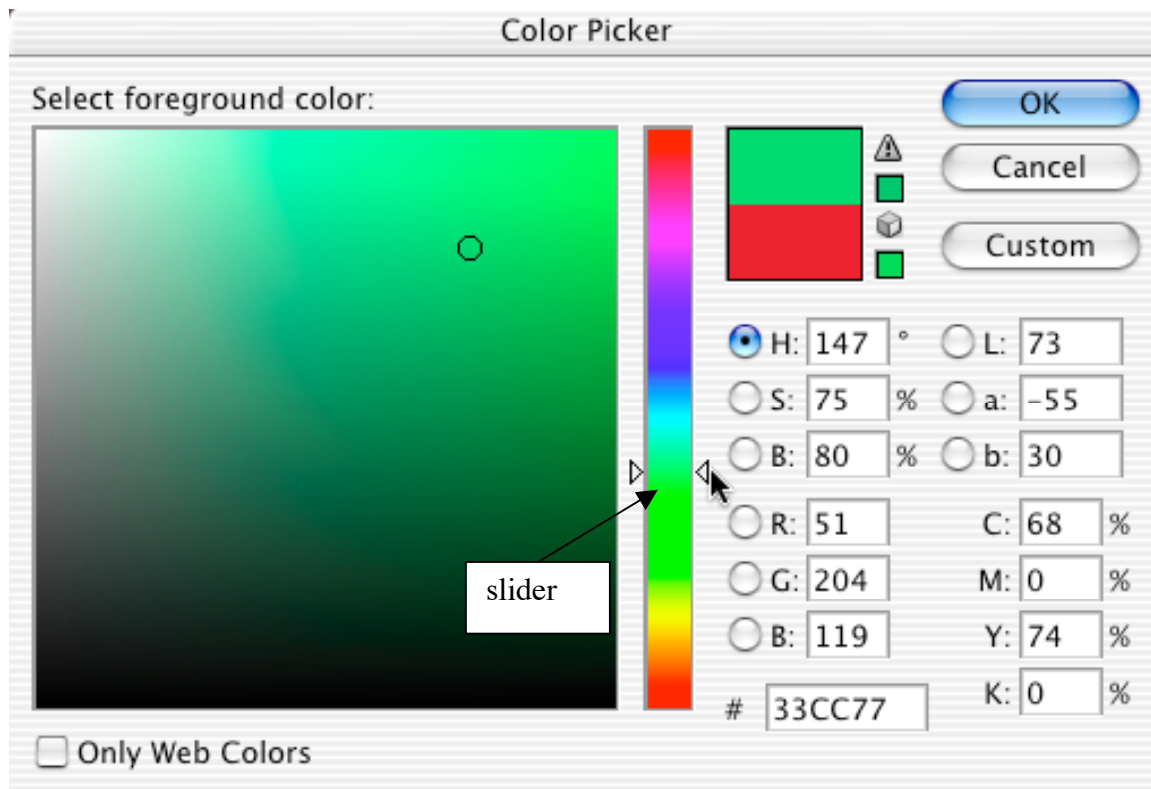 Color Picker
Select foreground color:
OK
Cancel
Custom
H: 147 ° L: 73
S: 75 % a: -55
B: 80 % b: 30
R: 51 C: 68 %
G: 204 M: 0 %
B: 119 Y: 74 %
# 33CC77 K: 0 %
slider
Only Web Colors